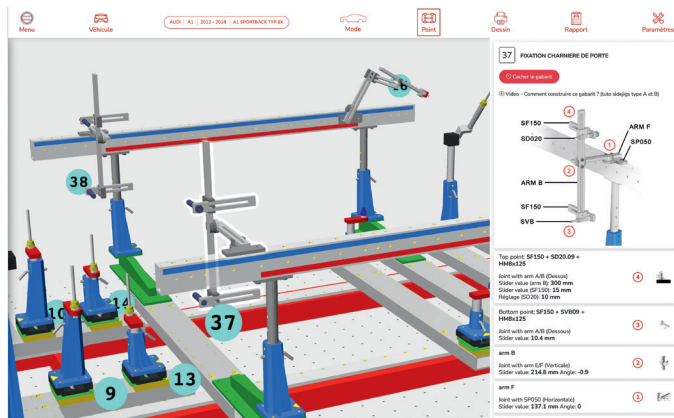 Menu
Véhicule
AUDI | A1 | 2012 - 2018 | A1 SPORTBACK TYP 8X
Mode
Point
Dessin
Rapport
Paramètres
37 FIXATION CHARNIERE DE PORTE
Cacher le gabarit
Video - Comment construire ce gabarit ? (tuto sidejigs type A et B)
4
SF150
ARM F
SD020
1
SP050
2
ARM B
SF150
SVB
3
Top point: SF150 + SD20.09 +
HM8x125
Joint with arm A/B (Dessus)
Slider value (arm B): 300 mm
Slider value (SF150): 15 mm
Réglage (SD20): 10 mm
4
Bottom point: SF150 + SVB09 +
HM8x125
Joint with arm A/B (Dessous)
Slider value: 10.4 mm
3
arm B
Joint with arm E/F (Verticale)
Slider value: 214.8 mm Angle: -0.9
2
arm F
Joint with SP050 (Horizontale)
Slider value: 137.1 mm Angle: 0
1
38
37
10
14
9
13